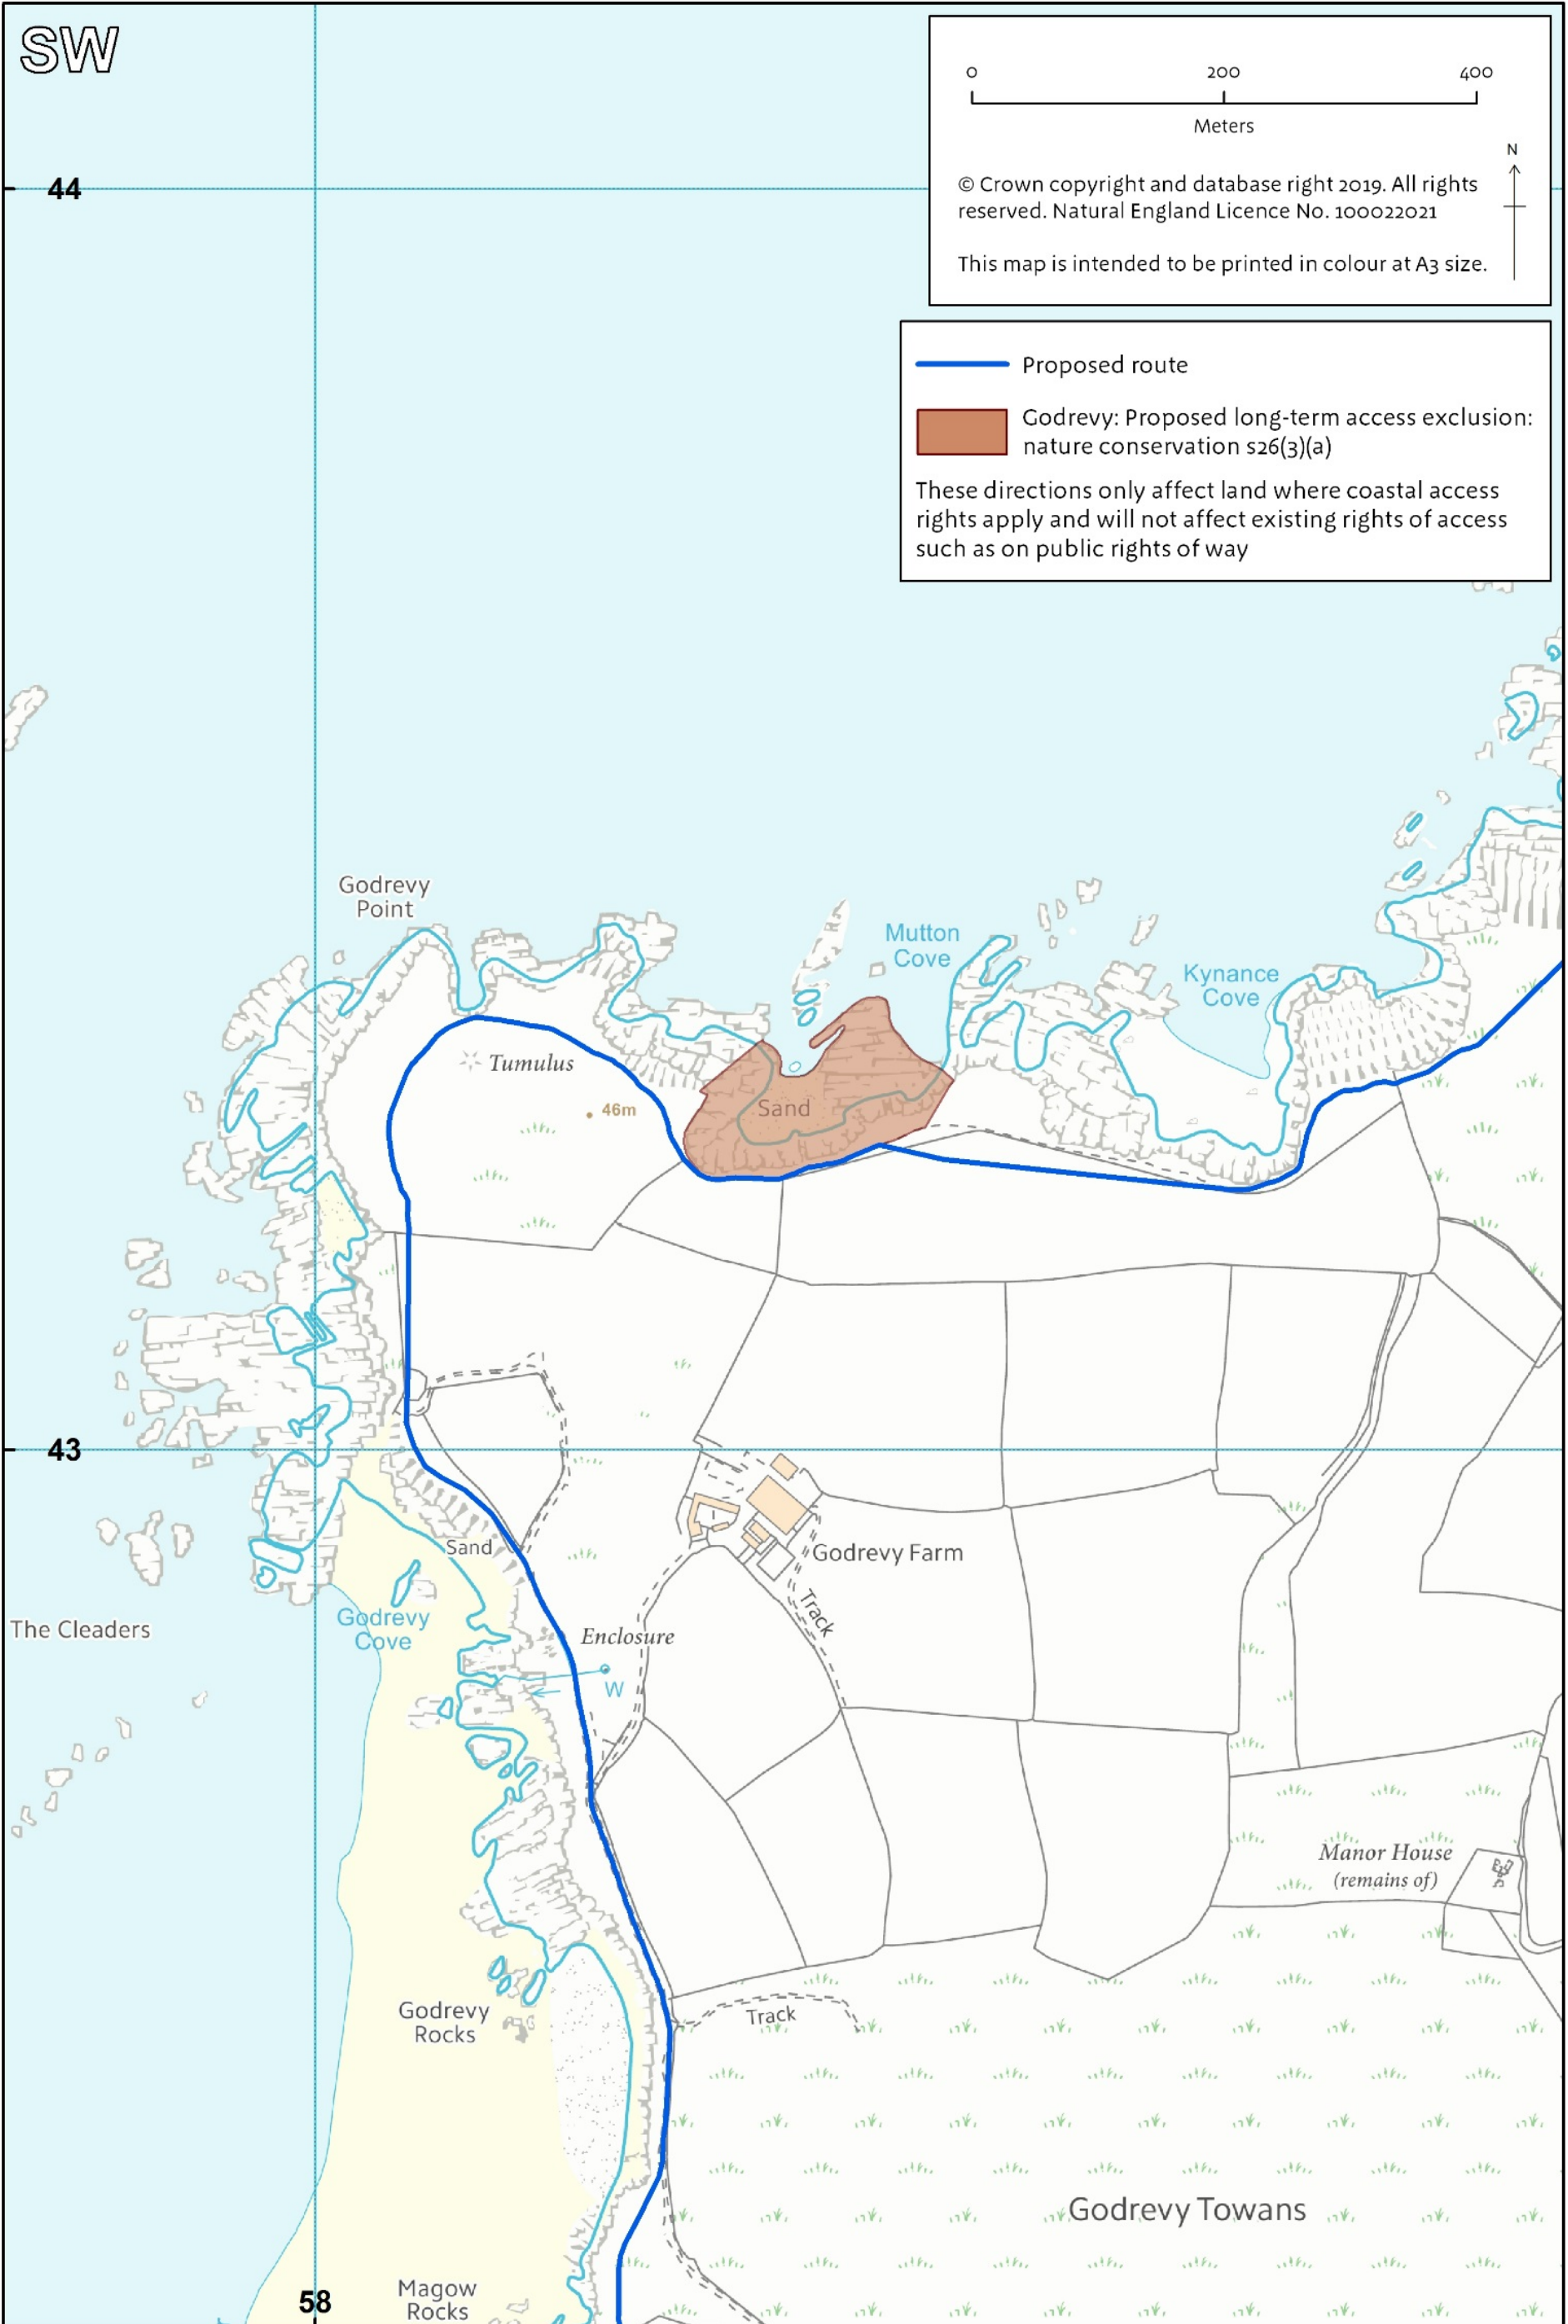 SW
0 200 400
Meters
N
© Crown copyright and database right 2019. All rights
reserved. Natural England Licence No. 100022021
This map is intended to be printed in colour at A3 size.
44
Proposed route
Godrevy: Proposed long-term access exclusion:
nature conservation s26(3)(a)
These directions only affect land where coastal access
rights apply and will not affect existing rights of access
such as on public rights of way
Godrevy
Point
Mutton
Cove
Kynance
Cove
Tumulus
46m
Sand
43
Sand
Godrevy Farm
Track
Godrevy
Cove
The Cleaders
Enclosure
W
Manor House
(remains of)
Godrevy
Rocks
Track
Godrevy Towans
Magow
Rocks
58